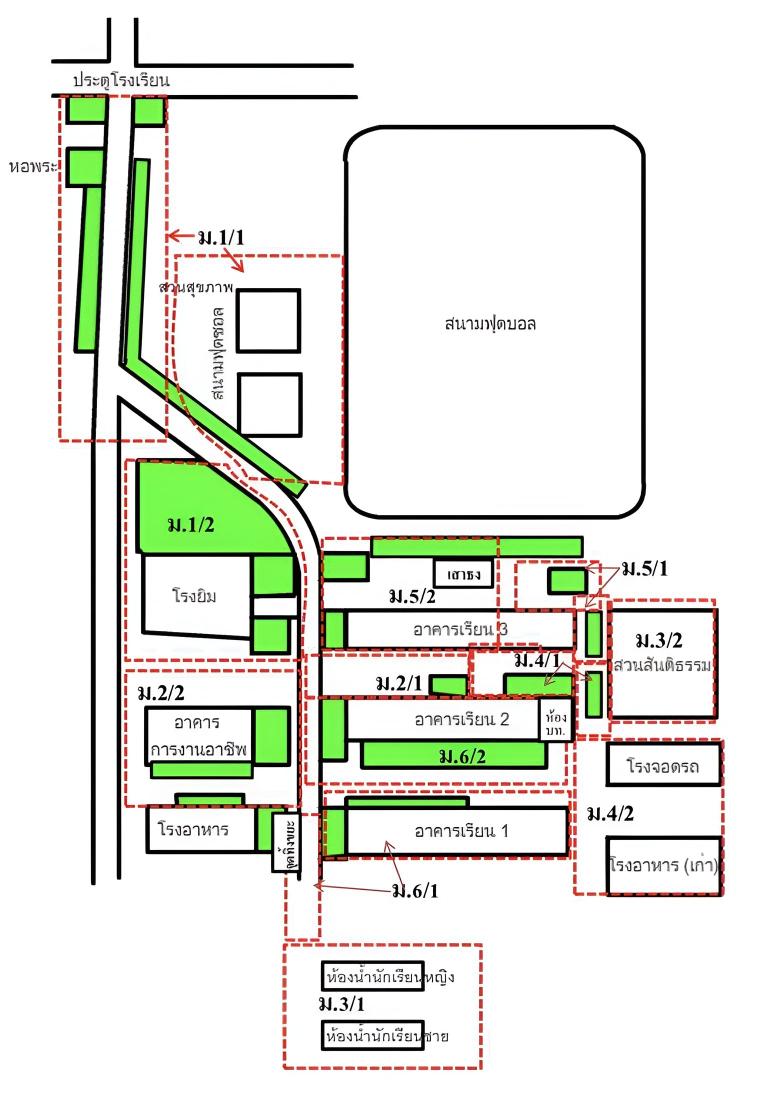 ประตูโรงเรียน
หอพระ
ม.1/1
สวนสุขภาพ
สนามฟุตซอล
สนามฟุตบอล
ม.1/2
โรงยิม
เสาธง
ม.5/1
ม.5/2
อาคารเรียน 3
ม.3/2
สวนสันติธรรม
ม.4/1
ม.2/1
ม.2/2
อาคาร
การงานอาชีพ
อาคารเรียน 2
ห้อง
บท.
ม.6/2
โรงจอดรถ
ม.4/2
โรงอาหาร
จุดทิ้งขยะ
อาคารเรียน 1
โรงอาหาร (เก่า)
ม.6/1
ห้องน้ำนักเรียนหญิง
ม.3/1
ห้องน้ำนักเรียนชาย